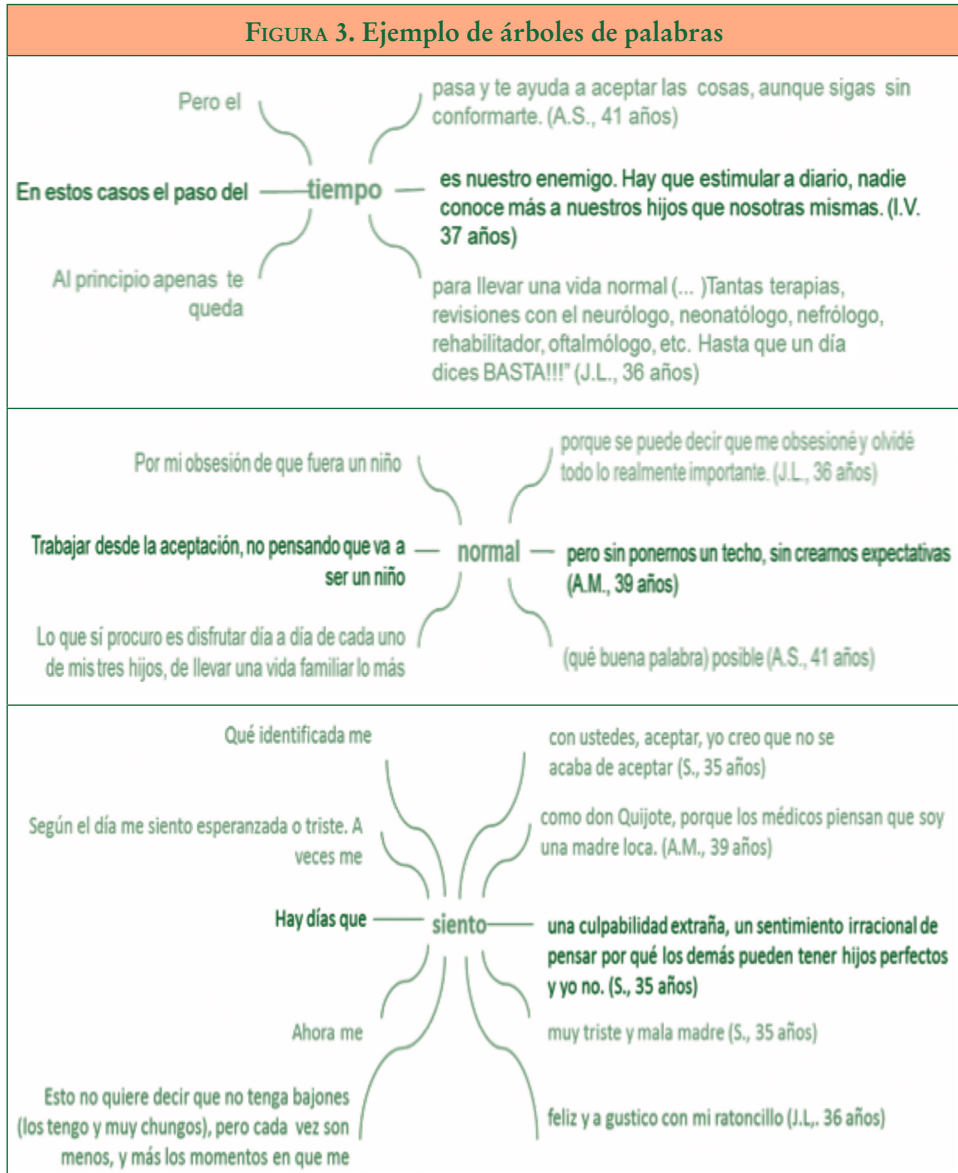 FIGURA 3. Ejemplo de árboles de palabras
Pero el
pasa y te ayuda a aceptar las cosas, aunque sigas sin
conformarte. (A.S., 41 años)
En estos casos el paso del
tiempo
es nuestro enemigo. Hay que estimular a diario, nadie
conoce más a nuestros hijos que nosotras mismas. (I.V.
37 años)
Al principio apenas te
queda
para llevar una vida normal (... )Tantas terapias,
revisiones con el neurólogo, neonatólogo, nefrólogo,
rehabilitador, oftalmólogo, etc. Hasta que un día
dices BASTA!!!” (J.L., 36 años)
Por mi obsesión de que fuera un niño
porque se puede decir que me obsesioné y olvidé
todo lo realmente importante. (J.L., 36 años)
Trabajar desde la aceptación, no pensando que va a
ser un niño
normal
pero sin ponernos un techo, sin crearnos expectativas
(A.M., 39 años)
Lo que sí procuro es disfrutar día a día de cada uno
de mis tres hijos, de llevar una vida familiar lo más
(qué buena palabra) posible (A.S., 41 años)
Qué identificada me
con ustedes, aceptar, yo creo que no se
acaba de aceptar (S., 35 años)
Según el día me siento esperanzada o triste. A
veces me
como don Quijote, porque los médicos piensan que soy
una madre loca. (A.M., 39 años)
Hay días que
siento
una culpabilidad extraña, un sentimiento irracional de
pensar por qué los demás pueden tener hijos perfectos
y yo no. (S., 35 años)
Ahora me
muy triste y mala madre (S., 35 años)
Esto no quiere decir que no tenga bajones
(los tengo y muy chungos), pero cada vez son
menos, y más los momentos en que me
feliz y a gustico con mi ratoncillo (J.L,. 36 años)